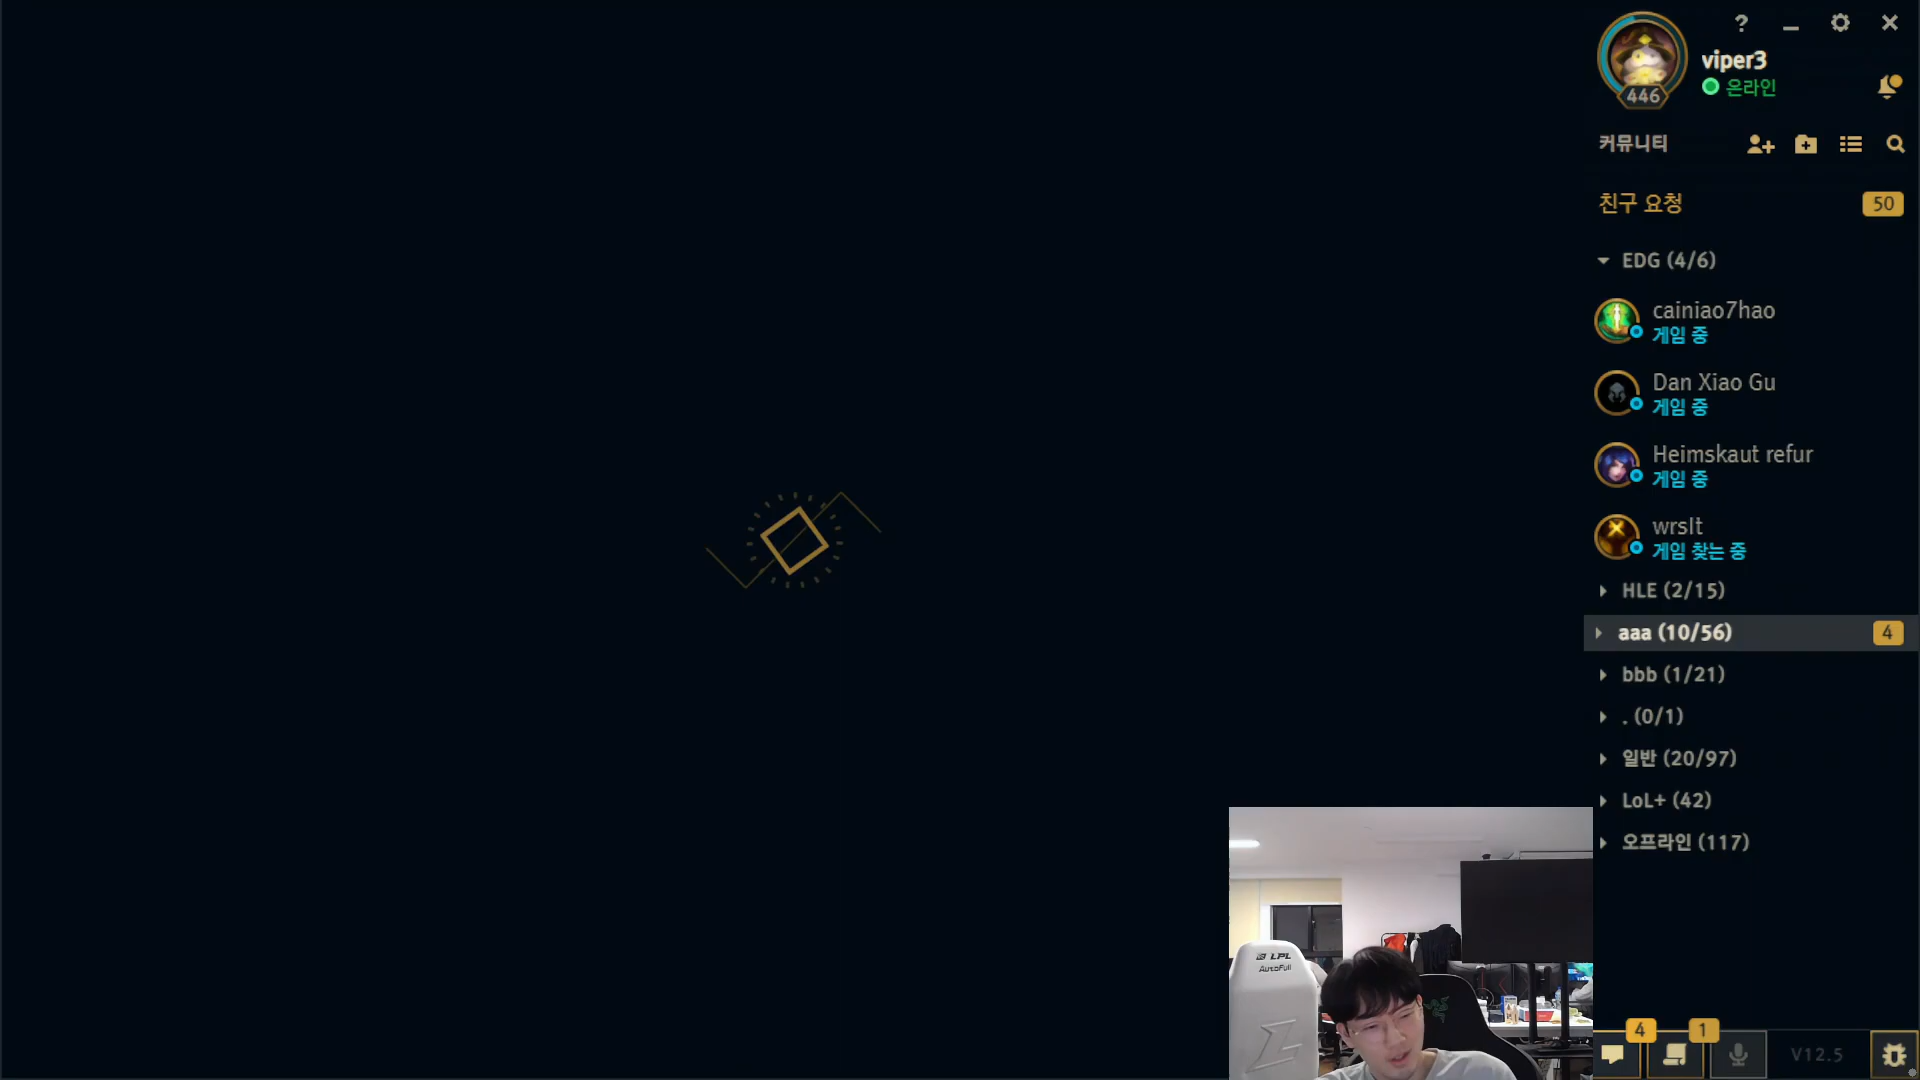 viper3
446
온라인
커뮤니티
친구 요청
50
EDG (4/6)
cainiao7hao
게임 중
Dan Xiao Gu
게임 중
Heimskaut refur
게임 중
wrslt
게임 찾는 중
HLE (2/15)
aaa (10/56)
4
bbb (1/21)
. (0/1)
일반 (20/97)
LoL+ (42)
오프라인 (117)
LPL
AutoFull
4
1
V12.5